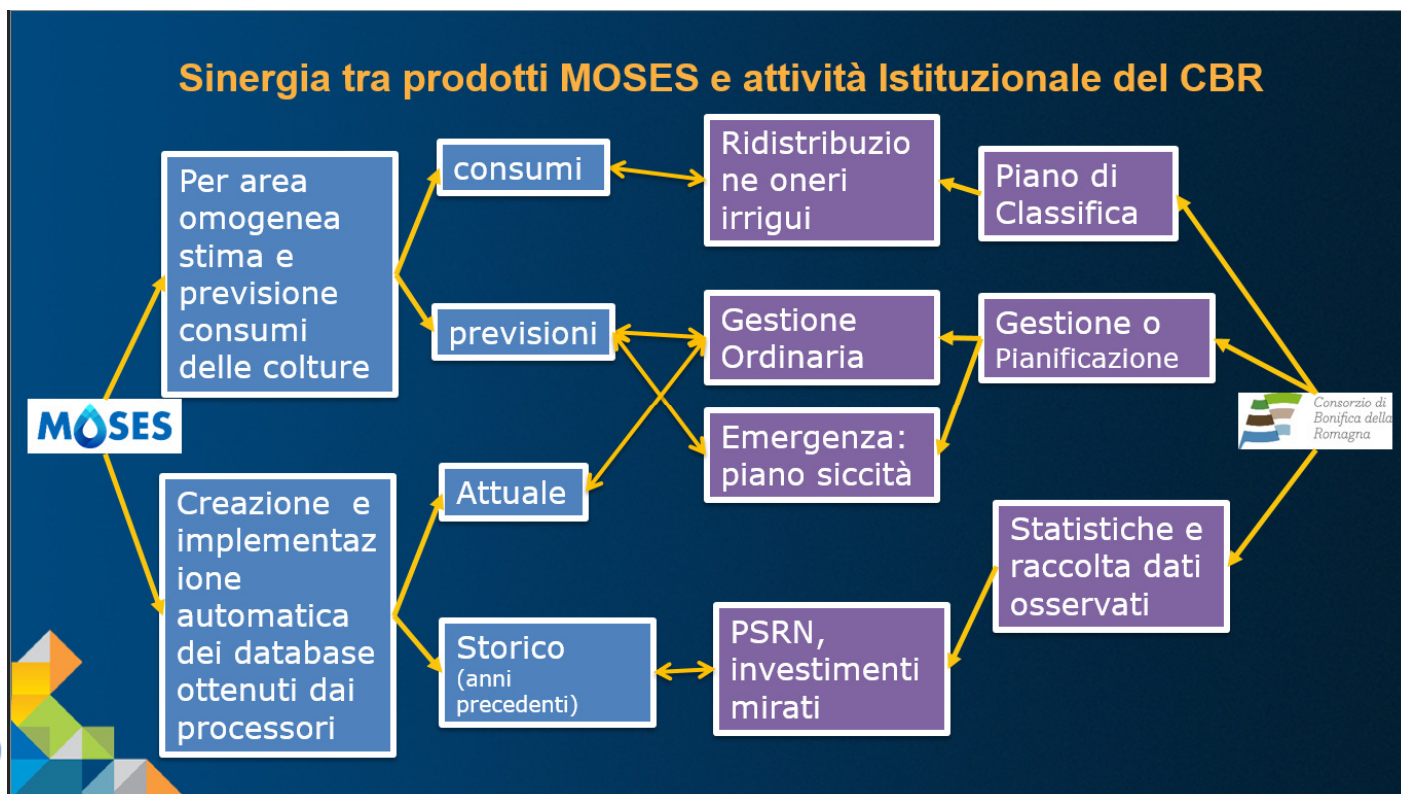 Sinergia tra prodotti MOSES e attività Istituzionale del CBR
Per area
omogenea
stima e
previsione
consumi
delle colture
consumi
Ridistribuzio
ne oneri
irrigui
Piano di
Classifica
previsioni
Gestione
Ordinaria
Gestione o
Pianificazione
MOSES
Emergenza:
piano siccità
Consorzio di
Bonifica della
Romagna
Creazione e
implementaz
ione
automatica
dei database
ottenuti dai
processori
Attuale
Statistiche e
raccolta dati
osservati
Storico
(anni
precedenti)
PSRN,
investimenti
mirati